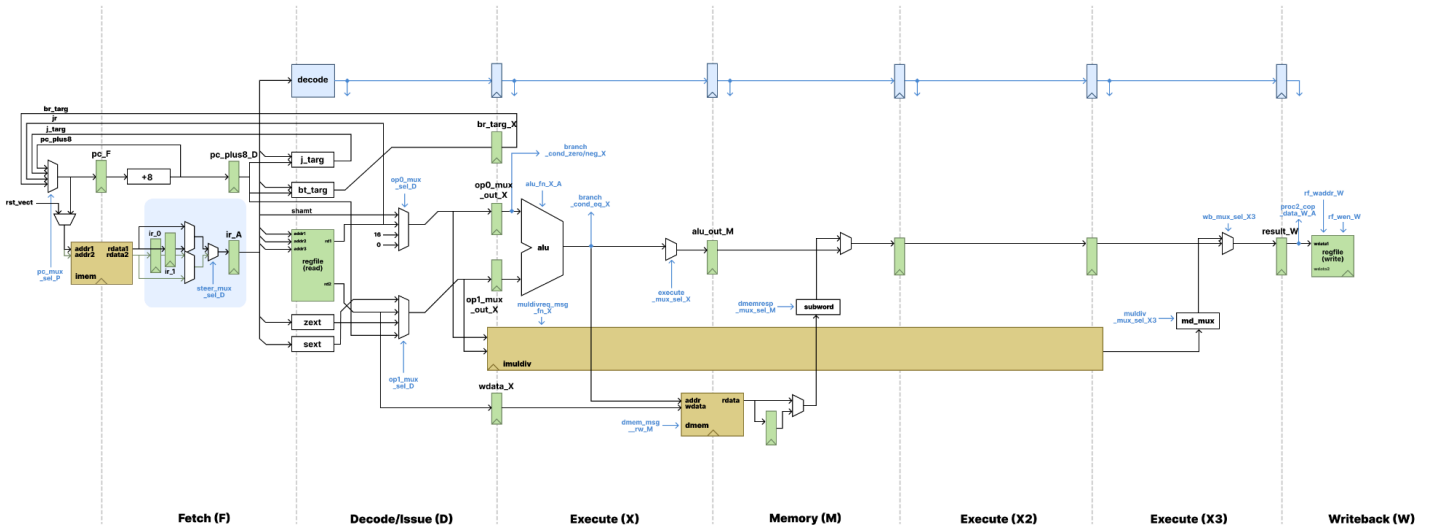 decode
br_targ
jr
j_targ
pc_plus8
br_targ_X
branch
_cond_zero/neg_X
pc_F
pc_plus8_D
+8
j_targ
bt_targ
op0_mux
_sel_D
op0_mux
_out_X
alu_fn_X_A
branch
_cond_eq_X
rst_vect
shamt
16
0
rf_waddr_W
proc2_cop
_data_W_A
rf_wen_W
wb_mux_sel_X3
result_W
ir_0
ir_1
ir_A
addr1
addr2
rdata1
rdata2
imem
pc_mux
_sel_P
steer_mux
_sel_D
addr1
addr2
addr3
rd1
regfile
(read)
rd2
alu
alu_out_M
wdata1
regfile
(write)
wdata2
op1_mux
_out_X
execute
_mux_sel_X
muldivreq_msg
_fn_X
dmemresp
_mux_sel_M
subword
muldiv
_mux_sel_X3
md_mux
zext
sext
imuldiv
op1_mux
_sel_D
wdata_X
addr
wdata
rdata
dmem
dmem_msg
__rw_M
Fetch (F)
Decode/Issue (D)
Execute (X)
Memory (M)
Execute (X2)
Execute (X3)
Writeback (W)